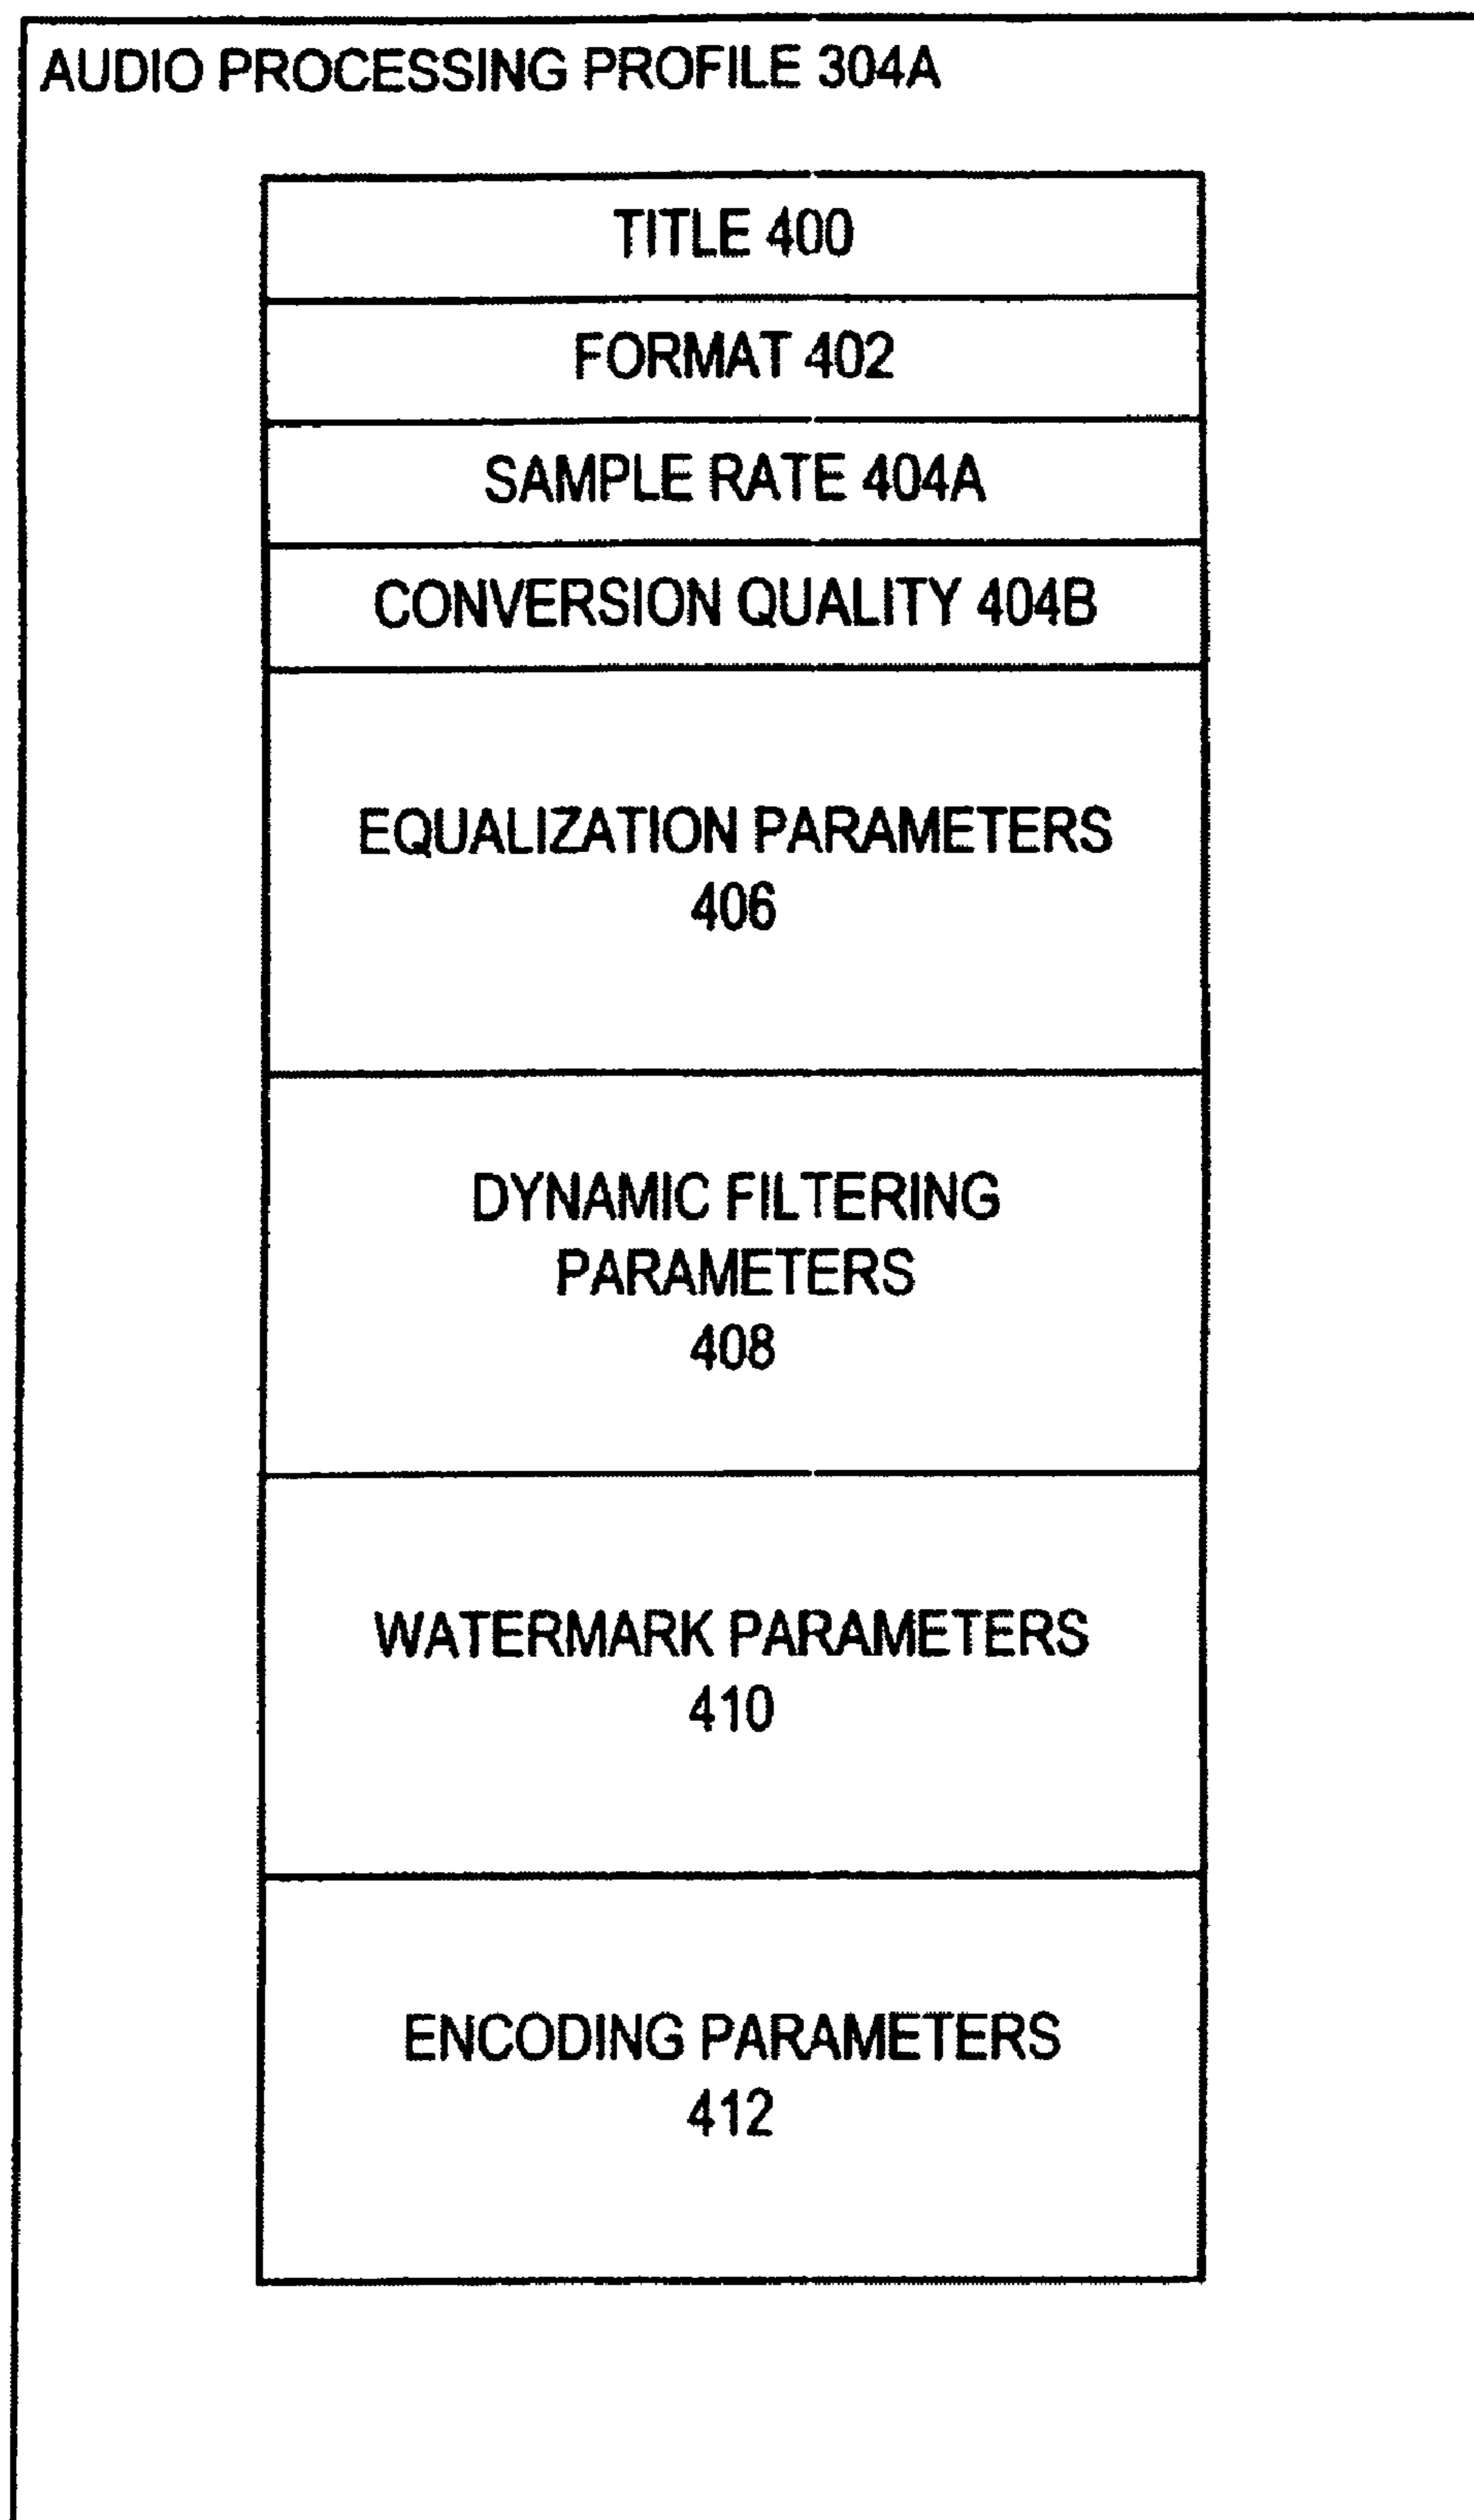 AUDIO PROCESSING PROFILE 304A
TITLE 400
FORMAT 402
SAMPLE RATE 404A
CONVERSION QUALITY 404B
EQUALIZATION PARAMETERS
406
DYNAMIC FILTERING
PARAMETERS
408
WATERMARK PARAMETERS
410
ENCODING PARAMETERS
412